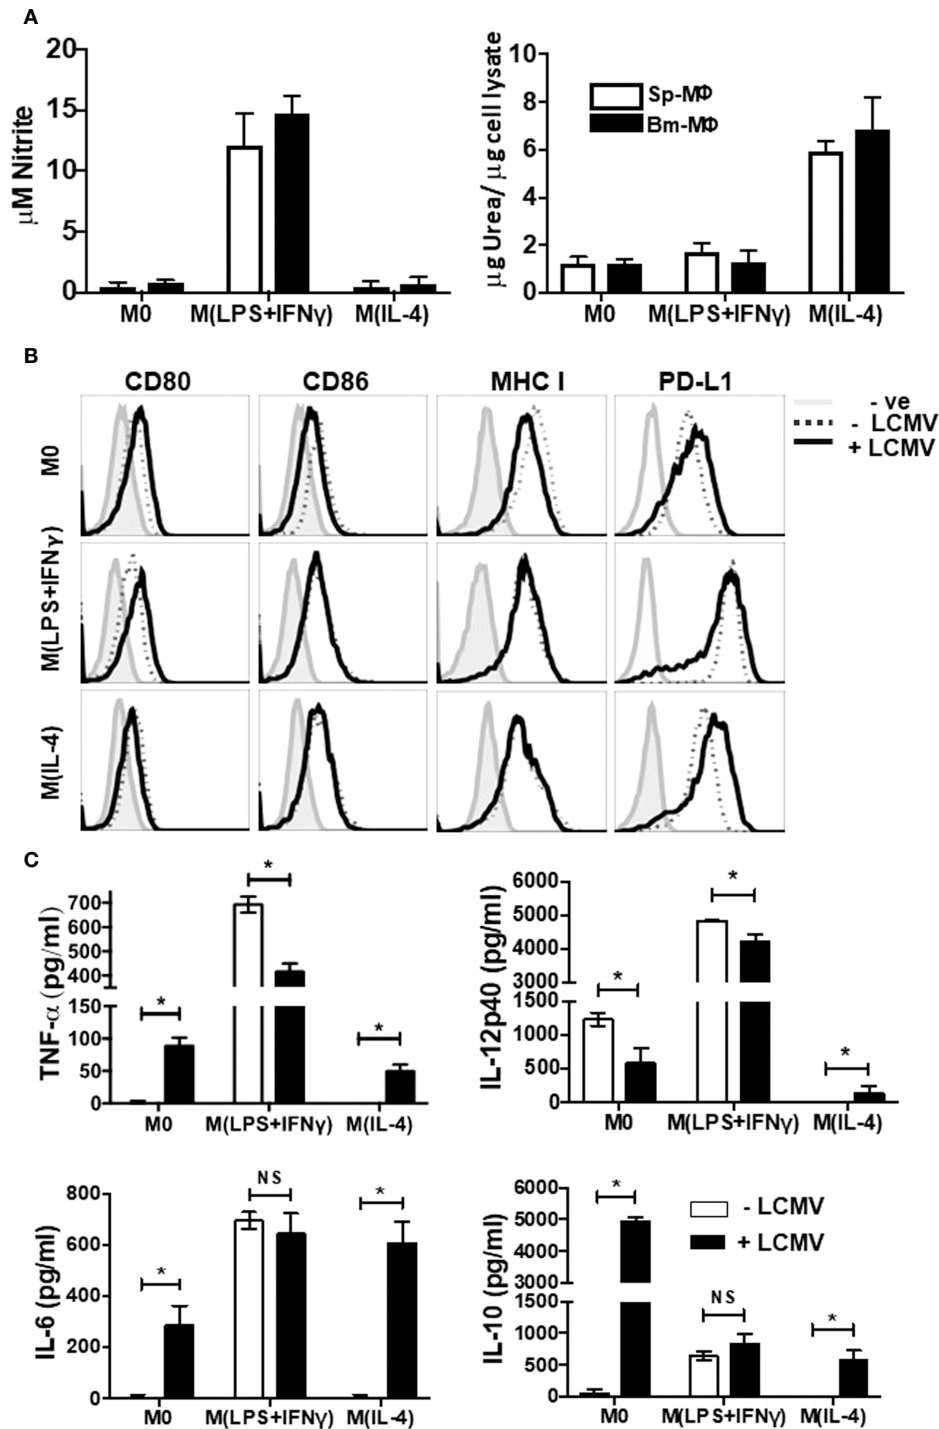 A
μM Nitrite
20
15
10
5
0
M0 M(LPS+IFNγ) M(IL-4)
μg Urea/ μg cell lysate
10
8
6
4
2
0
Sp-MΦ
Bm-MΦ
M0 M(LPS+IFNγ) M(IL-4)
B
CD80 CD86 MHC I PD-L1
- ve
- LCMV
+ LCMV
M0
M(LPS+IFNγ)
M(IL-4)
C
TNF-α (pg/ml)
700
600
500
400
150
100
50
0
*
*
*
M0 M(LPS+IFNγ) M(IL-4)
IL-12p40 (pg/ml)
6000
5000
4000
3000
1500
1000
500
0
*
*
*
M0 M(LPS+IFNγ) M(IL-4)
IL-6 (pg/ml)
800
600
400
200
0
*
NS
*
M0 M(LPS+IFNγ) M(IL-4)
IL-10 (pg/ml)
6000
5000
4000
3000
1500
1000
500
0
*
NS
*
- LCMV
+ LCMV
M0 M(LPS+IFNγ) M(IL-4)